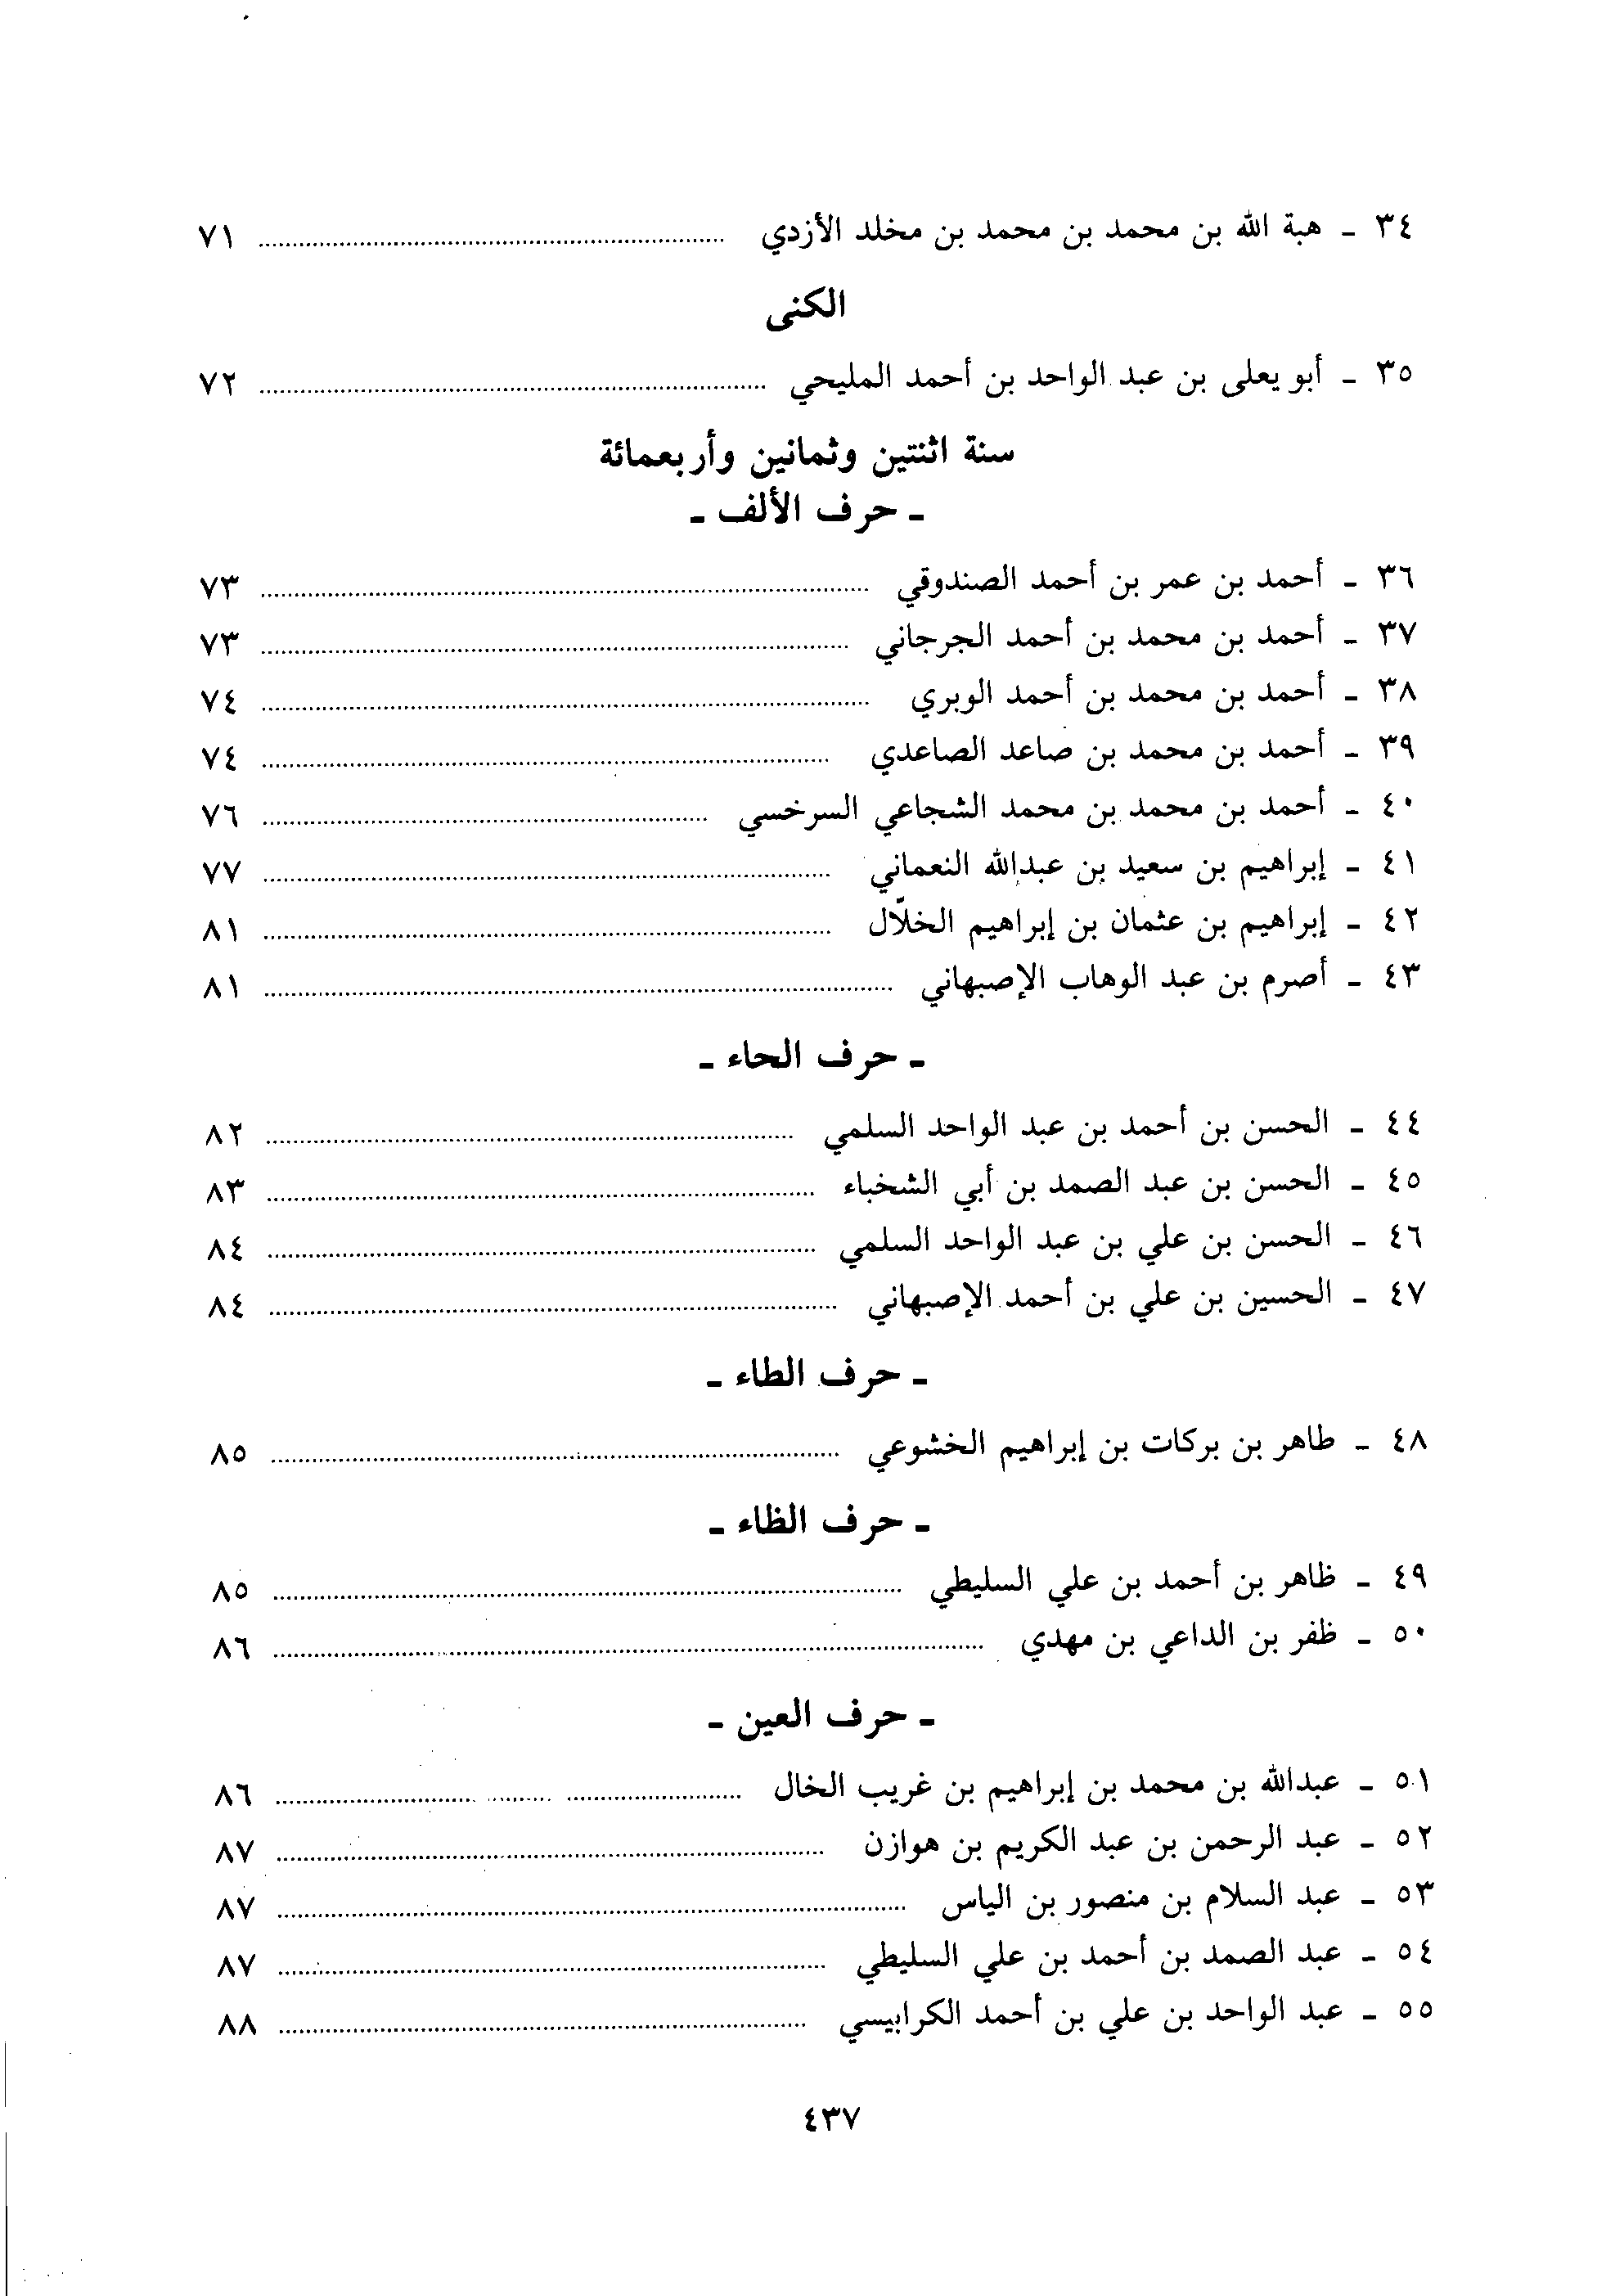 ٣٤ ـ هبة الله بن محمد بن محمد بن مخلد الأزدي ........ ٧١
الكنى
٣٥ ـ أبو يعلى بن عبد الواحد بن أحمد المليحي ........ ٧٢
سنة اثنتين وثمانين وأربعمائة
ـ حرف الألف ـ
٣٦ ـ أحمد بن عمر بن أحمد الصندوقي ........ ٧٣
٣٧ ـ أحمد بن محمد بن أحمد الجرجاني ........ ٧٣
٣٨ ـ أحمد بن محمد بن أحمد الوبري ........ ٧٤
٣٩ ـ أحمد بن محمد بن صاعد الصاعدي ........ ٧٤
٤٠ ـ أحمد بن محمد بن محمد الشجاعي السرخسي ........ ٧٦
٤١ ـ إبراهيم بن سعيد بن عبدالله النعماني ........ ٧٧
٤٢ ـ إبراهيم بن عثمان بن إبراهيم الخلّال ........ ٨١
٤٣ ـ أصرم بن عبد الوهاب الإصبهاني ........ ٨١
ـ حرف الحاء ـ
٤٤ ـ الحسن بن أحمد بن عبد الواحد السلمي ........ ٨٢
٤٥ ـ الحسن بن عبد الصمد بن أبي الشخباء ........ ٨٣
٤٦ ـ الحسن بن علي بن عبد الواحد السلمي ........ ٨٤
٤٧ ـ الحسين بن علي بن أحمد الإصبهاني ........ ٨٤
ـ حرف الطاء ـ
٤٨ ـ طاهر بن بركات بن إبراهيم الخشوعي ........ ٨٥
ـ حرف الظاء ـ
٤٩ ـ ظاهر بن أحمد بن علي السليطي ........ ٨٥
٥٠ ـ ظفر بن الداعي بن مهدي ........ ٨٦
ـ حرف العين ـ
٥١ ـ عبدالله بن محمد بن إبراهيم بن غريب الخال ........ ٨٦
٥٢ ـ عبد الرحمن بن عبد الكريم بن هوازن ........ ٨٧
٥٣ ـ عبد السلام بن منصور بن الياس ........ ٨٧
٥٤ ـ عبد الصمد بن أحمد بن علي السليطي ........ ٨٧
٥٥ ـ عبد الواحد بن علي بن أحمد الكرابيسي ........ ٨٨
٤٣٧